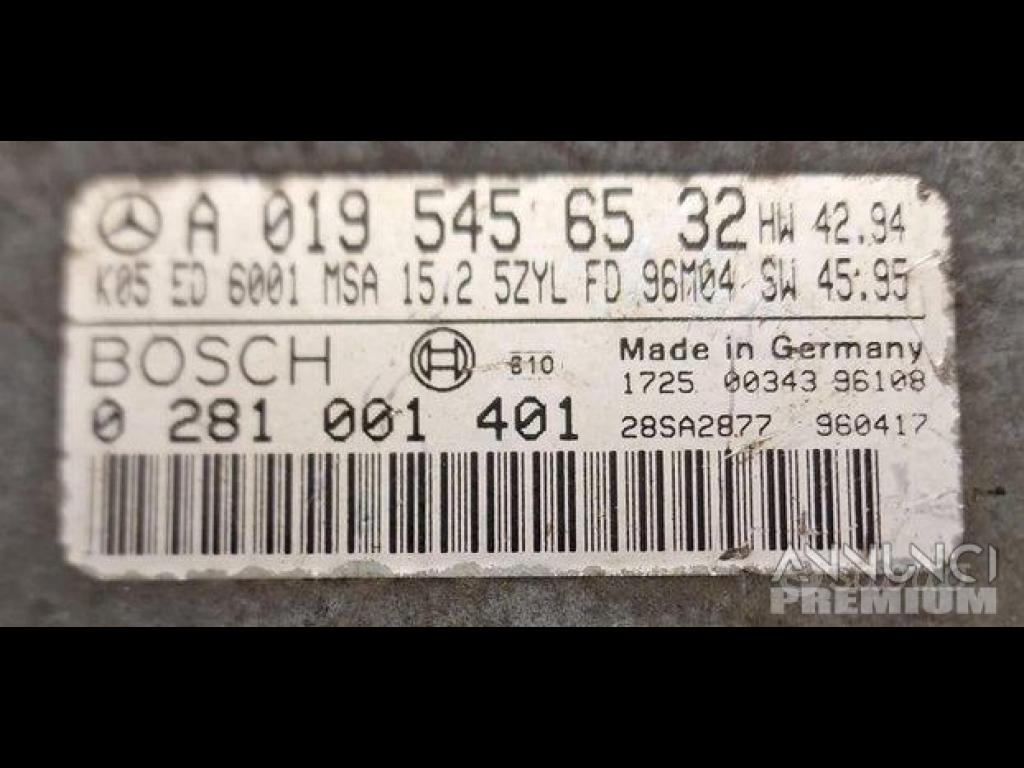 A 019 545 65 32 HW 42.94
K05 ED 6001 MSA 15.2 5ZYL FD 96M04 SW 45.95
BOSCH 810 Made in Germany
1725 00343 96108
0 281 001 401 28SA2877 960417
ANNUNCI
PREMIUM